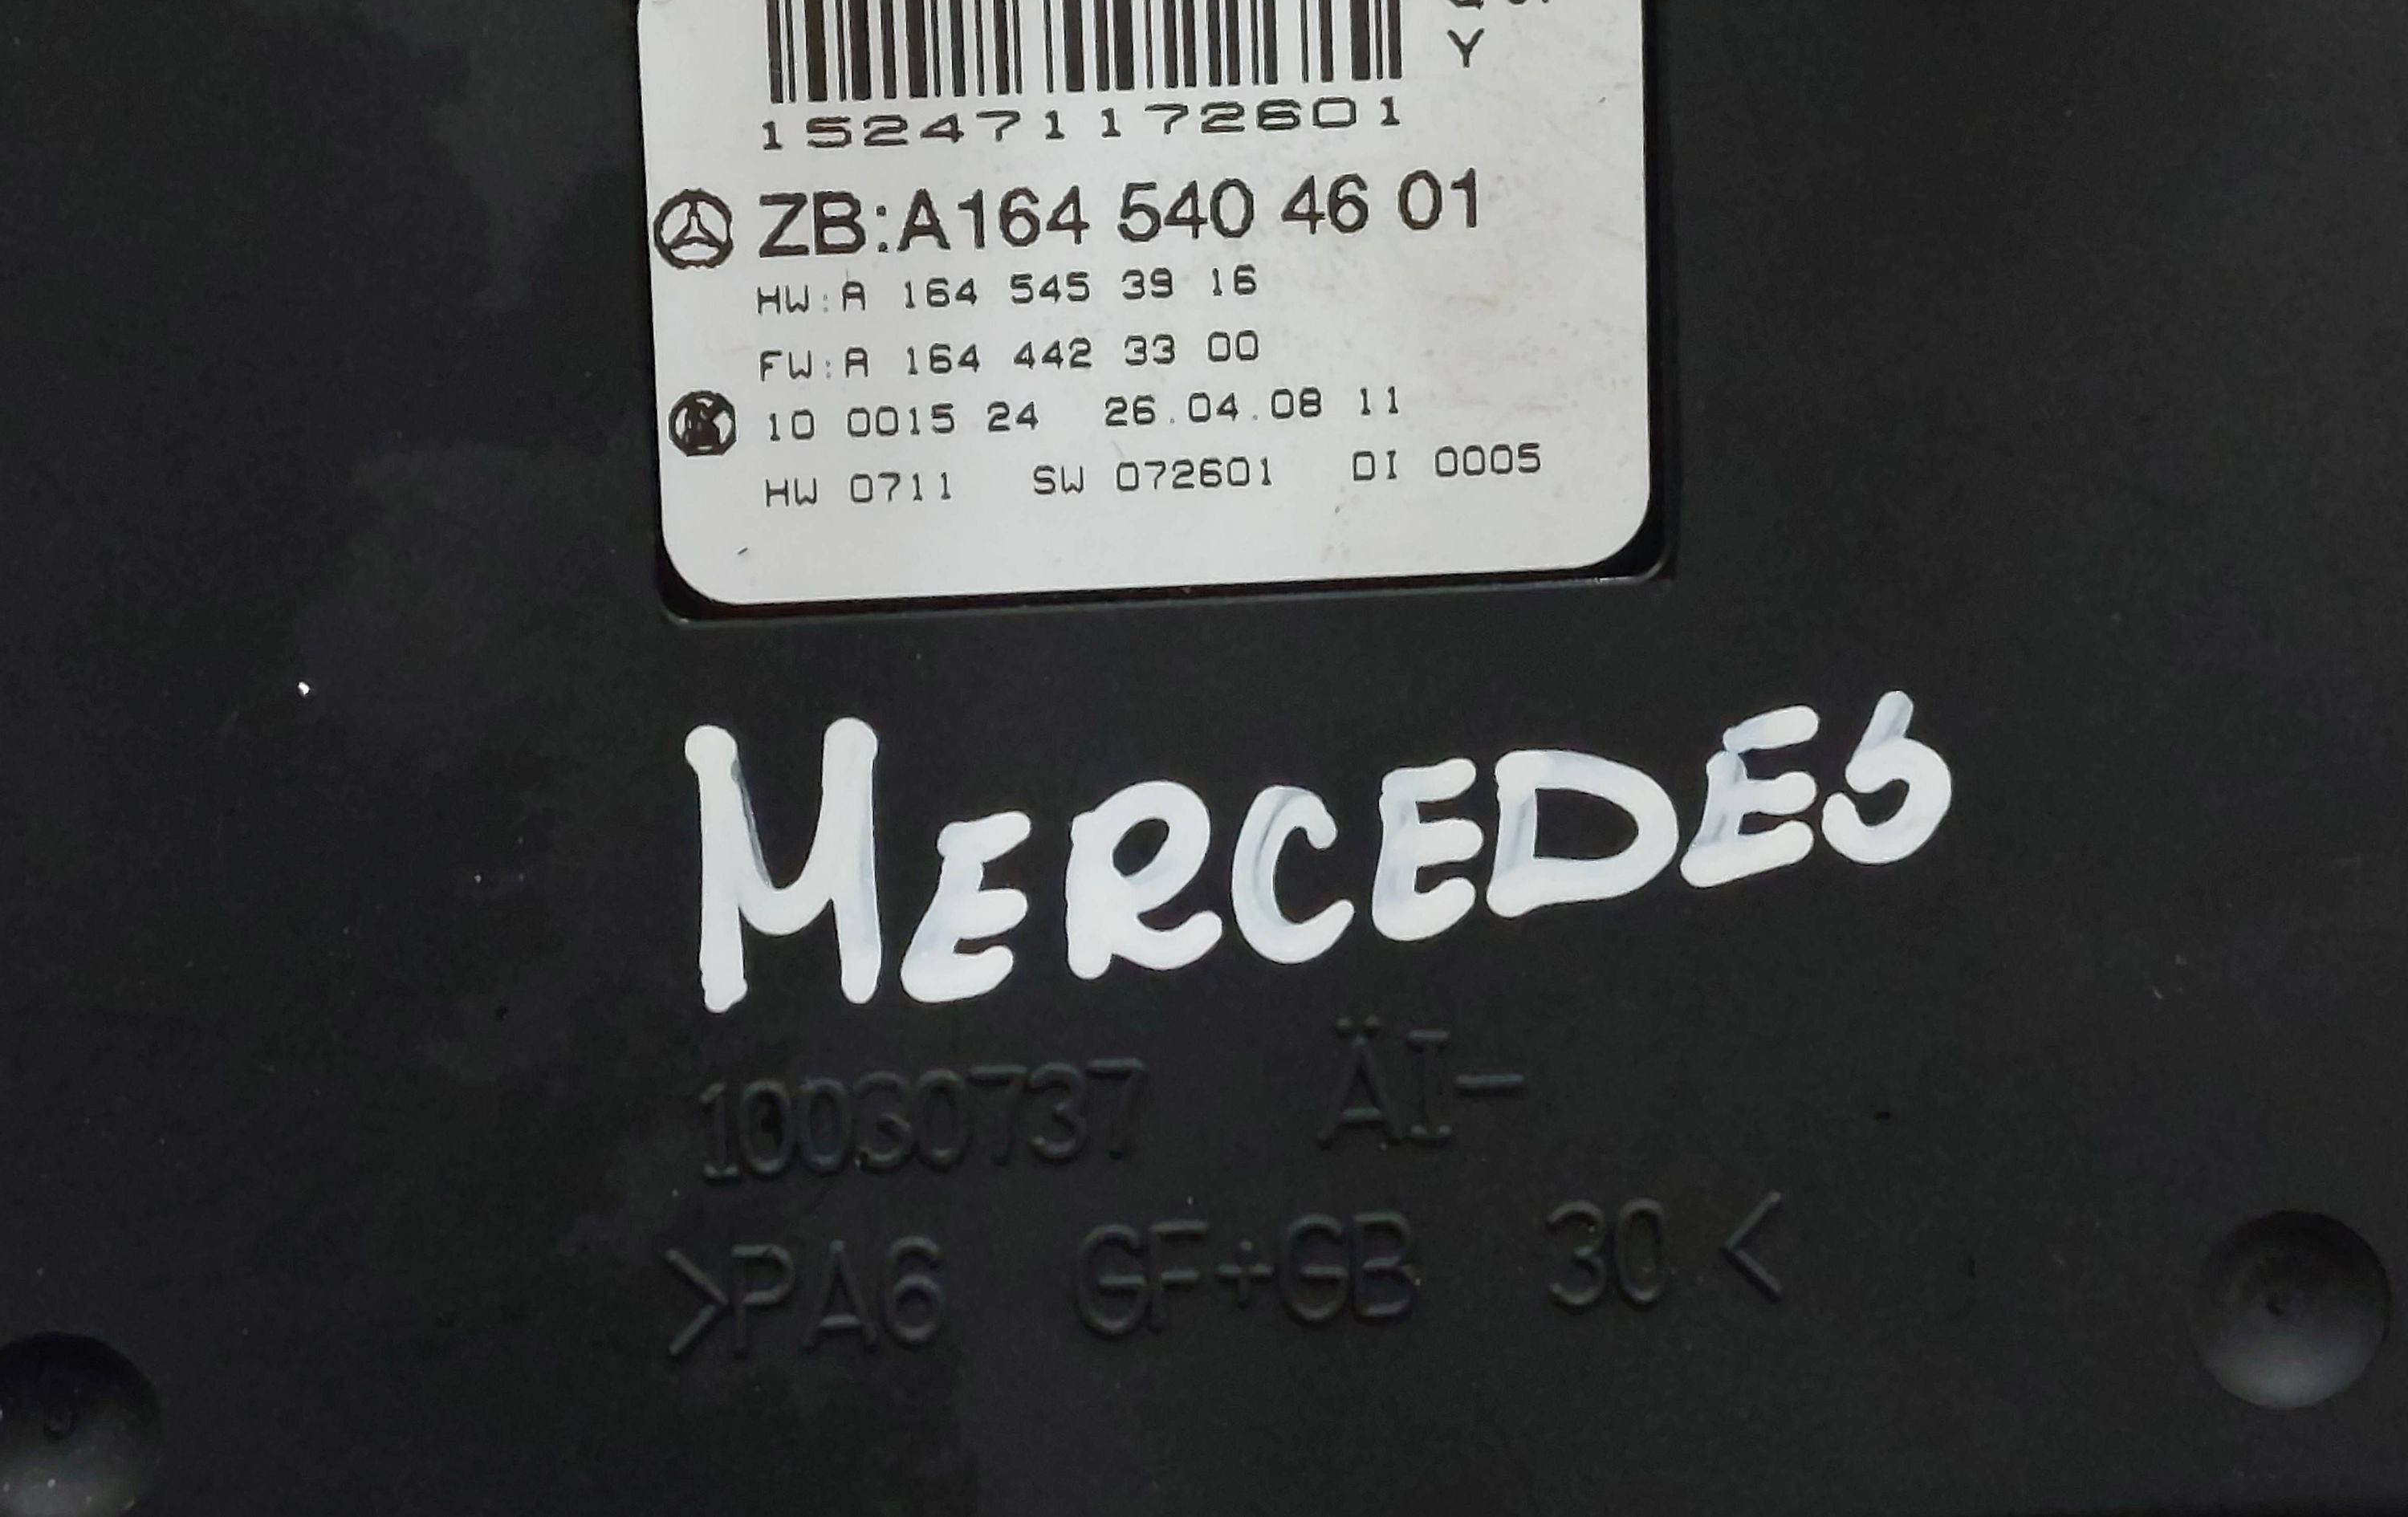 Y
152471172601
ZB:A164 540 46 01
HW:A 164 545 39 16
FW:A 164 442 33 00
10 0015 24 26.04.08 11
HW 0711 SW 072601 DI 0005
MERCEDES
10030737 ÄI-
>PA6 GF+GB 30<